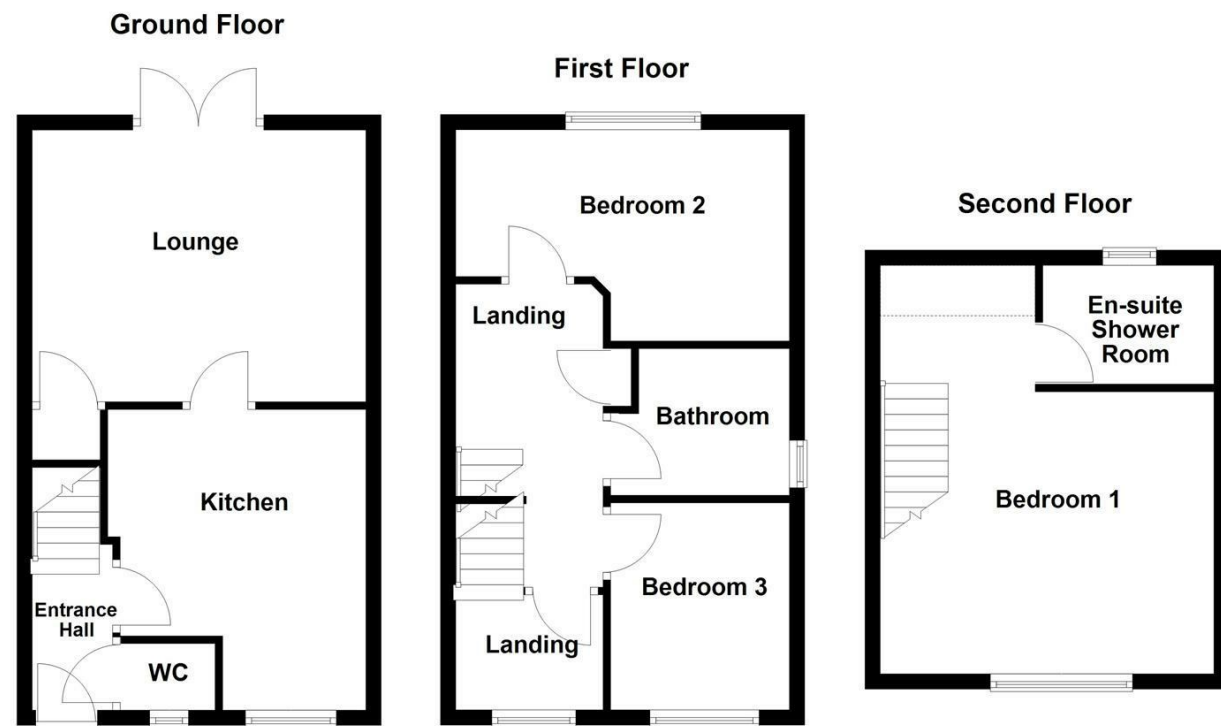 Ground Floor
Lounge
Kitchen
Entrance
Hall
WC
First Floor
Bedroom 2
Landing
Bathroom
Bedroom 3
Landing
Second Floor
En-suite
Shower
Room
Bedroom 1